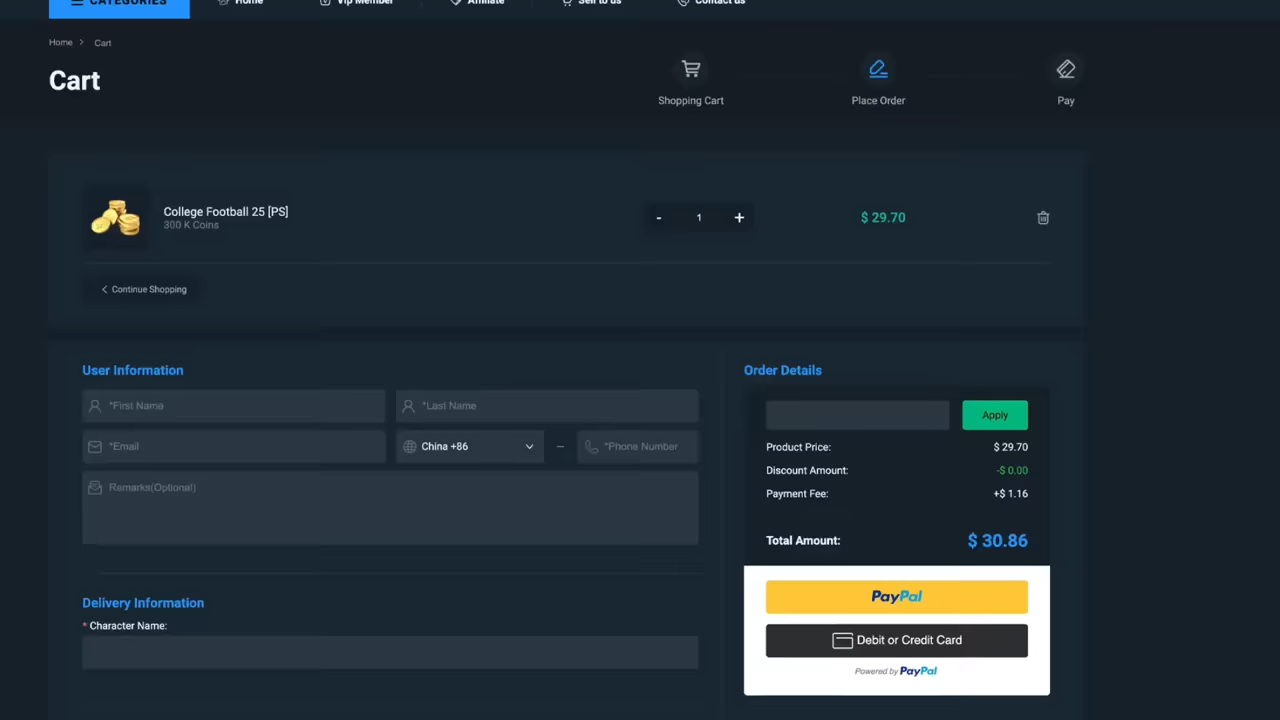 CATEGORIES
Home
Vip Member
Affiliate
Sell to us
Contact us
Home > Cart
Cart
Shopping Cart
Place Order
Pay
College Football 25 [PS]
300 K Coins
- 1 +
$ 29.70
< Continue Shopping
User Information
*First Name
*Last Name
*Email
China +86
–
*Phone Number
Remarks(Optional)
Delivery Information
* Character Name:
Order Details
Apply
Product Price: $ 29.70
Discount Amount: -$ 0.00
Payment Fee: +$ 1.16
Total Amount: $ 30.86
PayPal
Debit or Credit Card
Powered by PayPal